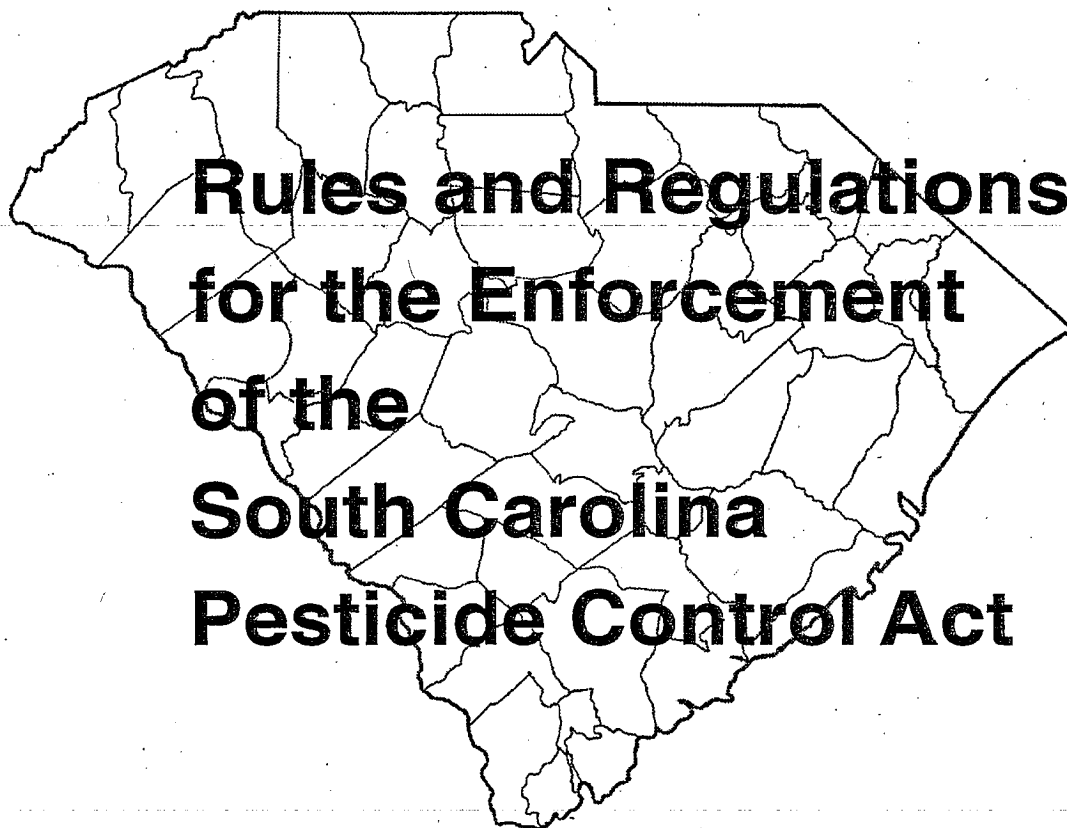 Rules and Regulations
for the Enforcement
of the
South Carolina
Pesticide Control Act